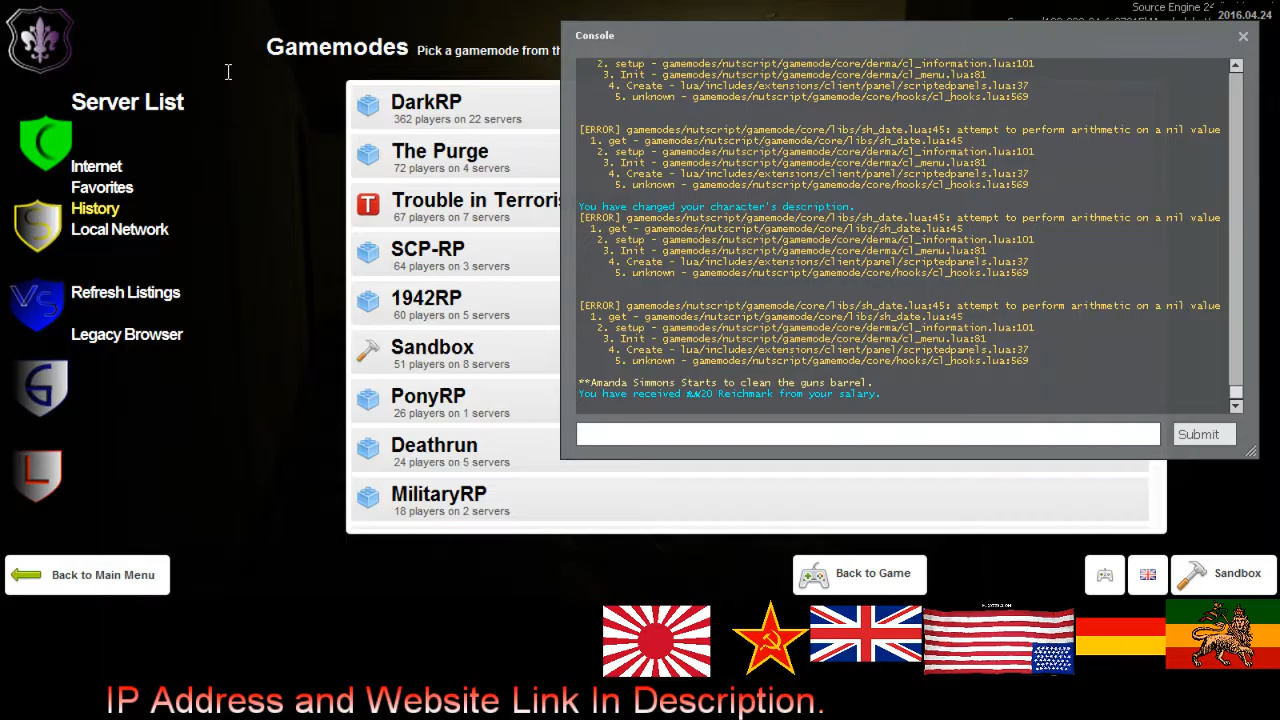 Source Engine 24
2016.04.24
Gamemodes Pick a gamemode from th
Server List
Internet
Favorites
History
Local Network
Refresh Listings
Legacy Browser
DarkRP
362 players on 22 servers
The Purge
72 players on 4 servers
T
Trouble in Terroris
67 players on 7 servers
SCP-RP
64 players on 3 servers
1942RP
60 players on 5 servers
Sandbox
51 players on 8 servers
PonyRP
26 players on 1 servers
Deathrun
24 players on 5 servers
MilitaryRP
18 players on 2 servers
Console
2. setup - gamemodes/nutscript/gamemode/core/derma/cl_information.lua:101
3. Init - gamemodes/nutscript/gamemode/core/derma/cl_menu.lua:81
4. Create - lua/includes/extensions/client/panel/scriptedpanels.lua:37
5. unknown - gamemodes/nutscript/gamemode/core/hooks/cl_hooks.lua:569
[ERROR] gamemodes/nutscript/gamemode/core/libs/sh_date.lua:45: attempt to perform arithmetic on a nil value
1. get - gamemodes/nutscript/gamemode/core/libs/sh_date.lua:45
2. setup - gamemodes/nutscript/gamemode/core/derma/cl_information.lua:101
3. Init - gamemodes/nutscript/gamemode/core/derma/cl_menu.lua:81
4. Create - lua/includes/extensions/client/panel/scriptedpanels.lua:37
5. unknown - gamemodes/nutscript/gamemode/core/hooks/cl_hooks.lua:569
You have changed your character's description.
[ERROR] gamemodes/nutscript/gamemode/core/libs/sh_date.lua:45: attempt to perform arithmetic on a nil value
1. get - gamemodes/nutscript/gamemode/core/libs/sh_date.lua:45
2. setup - gamemodes/nutscript/gamemode/core/derma/cl_information.lua:101
3. Init - gamemodes/nutscript/gamemode/core/derma/cl_menu.lua:81
4. Create - lua/includes/extensions/client/panel/scriptedpanels.lua:37
5. unknown - gamemodes/nutscript/gamemode/core/hooks/cl_hooks.lua:569
[ERROR] gamemodes/nutscript/gamemode/core/libs/sh_date.lua:45: attempt to perform arithmetic on a nil value
1. get - gamemodes/nutscript/gamemode/core/libs/sh_date.lua:45
2. setup - gamemodes/nutscript/gamemode/core/derma/cl_information.lua:101
3. Init - gamemodes/nutscript/gamemode/core/derma/cl_menu.lua:81
4. Create - lua/includes/extensions/client/panel/scriptedpanels.lua:37
5. unknown - gamemodes/nutscript/gamemode/core/hooks/cl_hooks.lua:569
**Amanda Simmons Starts to clean the guns barrel.
You have received 20 Reichmark from your salary.
Submit
C
S
VS
G
L
Back to Main Menu
Back to Game
Sandbox
IP Address and Website Link In Description.